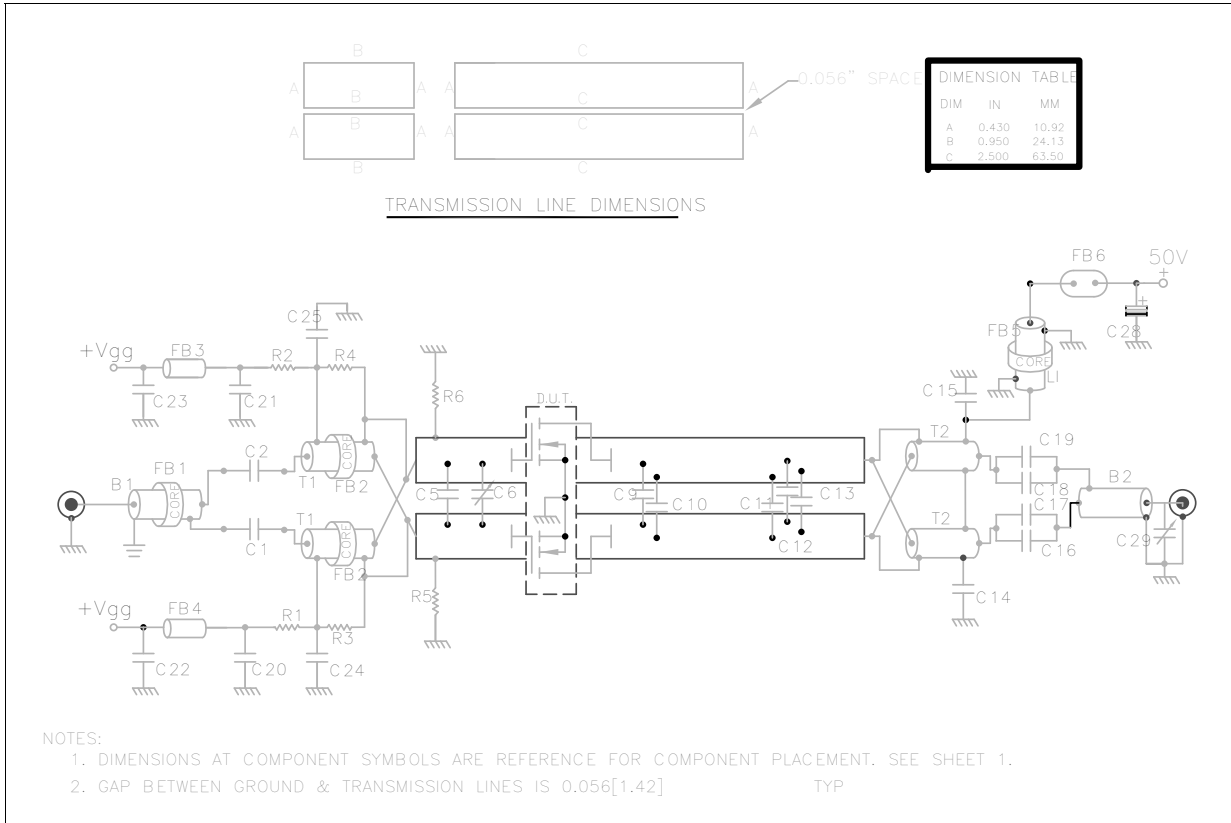 B
C
A
A
A
A
0.056" SPACE
B
C
A
A
A
A
B
C
DIMENSION TABLE
DIM IN MM
A 0.430 10.92
B 0.950 24.13
C 2.500 63.50
TRANSMISSION LINE DIMENSIONS
FB6
50V
+
+
C28
FB5
CORE
L1
C15
C25
+Vgg
FB3
R2
R4
C23
C21
R6
D.U.T.
C2
CORE
T1
FB2
B1
FB1
CORE
C5
C6
C9
C10
C11
C13
C12
T2
C19
C18
C17
C16
B2
T2
C29
C14
C1
T1
CORE
FB2
R5
+Vgg
FB4
R1
R3
C22
C20
C24
NOTES:
1. DIMENSIONS AT COMPONENT SYMBOLS ARE REFERENCE FOR COMPONENT PLACEMENT. SEE SHEET 1.
2. GAP BETWEEN GROUND & TRANSMISSION LINES IS 0.056[1.42] TYP